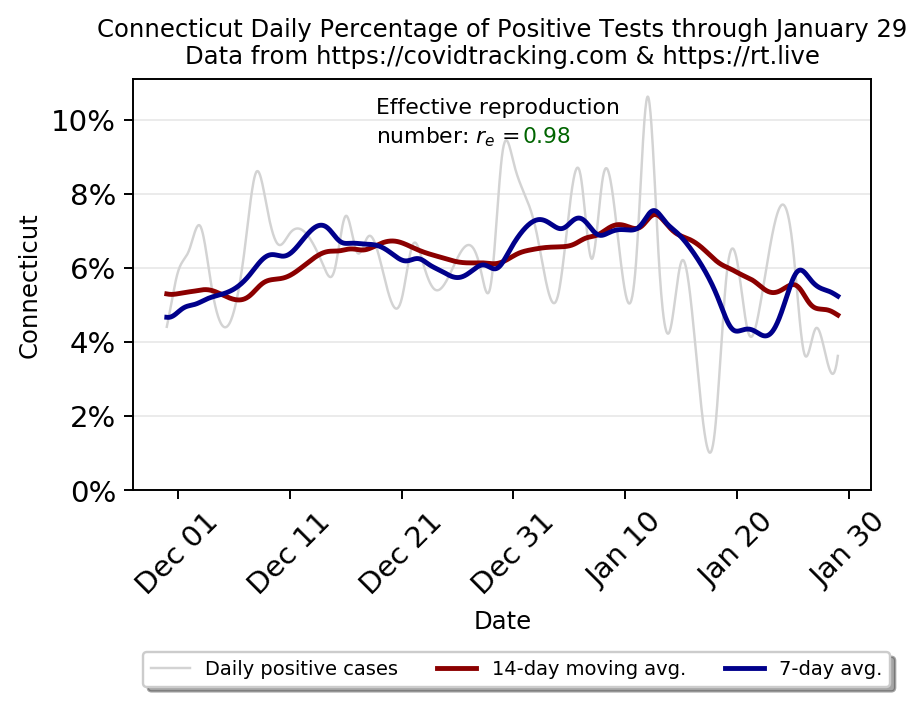 Connecticut Daily Percentage of Positive Tests through January 29
Data from https://covidtracking.com & https://rt.live
Effective reproduction
number: rₑ =0.98
10%
8%
6%
4%
2%
0%
Connecticut
Dec 01
Dec 11
Dec 21
Dec 31
Jan 10
Jan 20
Jan 30
Date
Daily positive cases
14-day moving avg.
7-day avg.